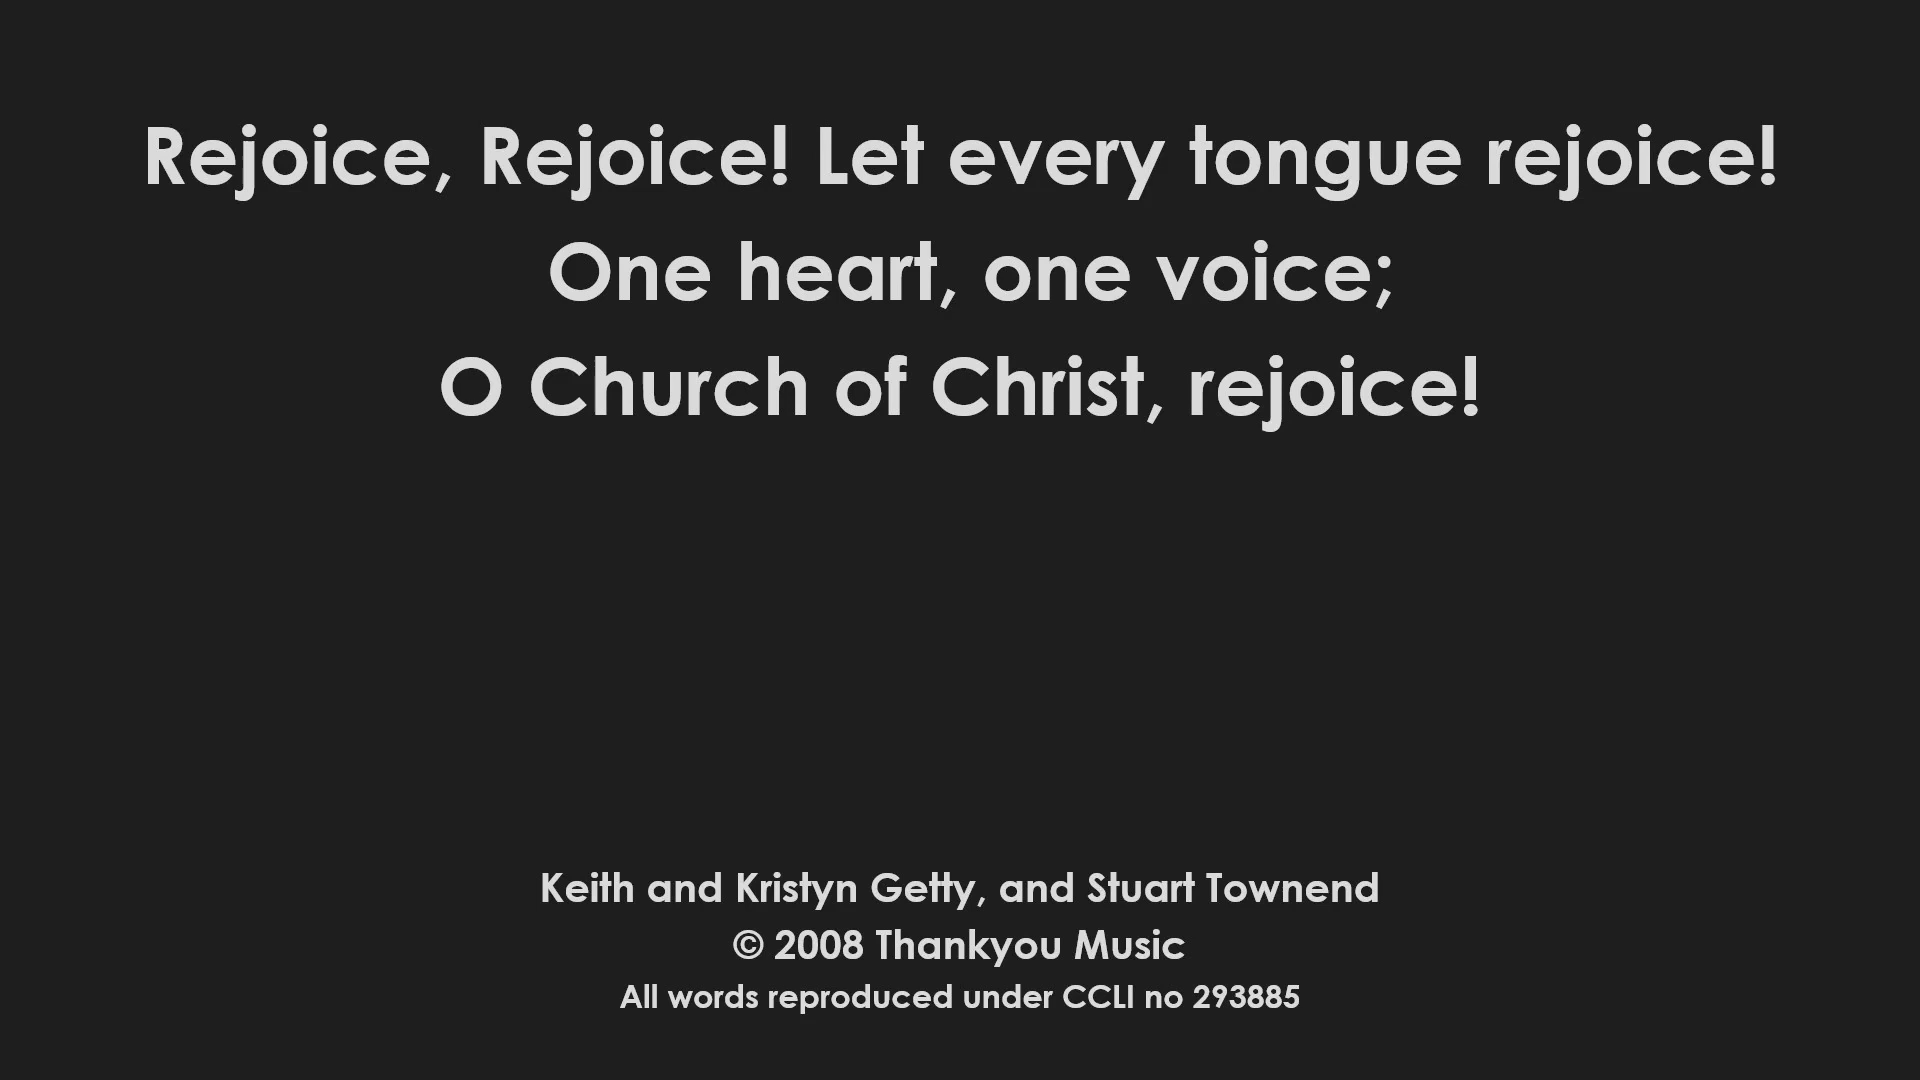 Rejoice, Rejoice! Let every tongue rejoice!
One heart, one voice;
O Church of Christ, rejoice!
Keith and Kristyn Getty, and Stuart Townend
© 2008 Thankyou Music
All words reproduced under CCLI no 293885